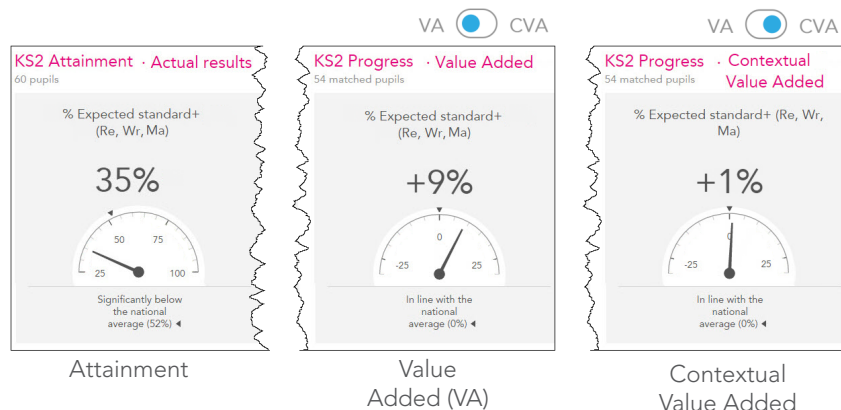 VA CVA
VA CVA
KS2 Attainment · Actual results
60 pupils
% Expected standard+
(Re, Wr, Ma)
35%
50 75
25 100
Significantly below
the national
average (52%) ◄
Attainment
KS2 Progress · Value Added
54 matched pupils
% Expected standard+
(Re, Wr, Ma)
+9%
0
-25 25
In line with the
national
average (0%) ◄
Value
Added (VA)
KS2 Progress · Contextual
54 matched pupils Value Added
% Expected standard+ (Re, Wr,
Ma)
+1%
0
-25 25
In line with the
national
average (0%) ◄
Contextual
Value Added